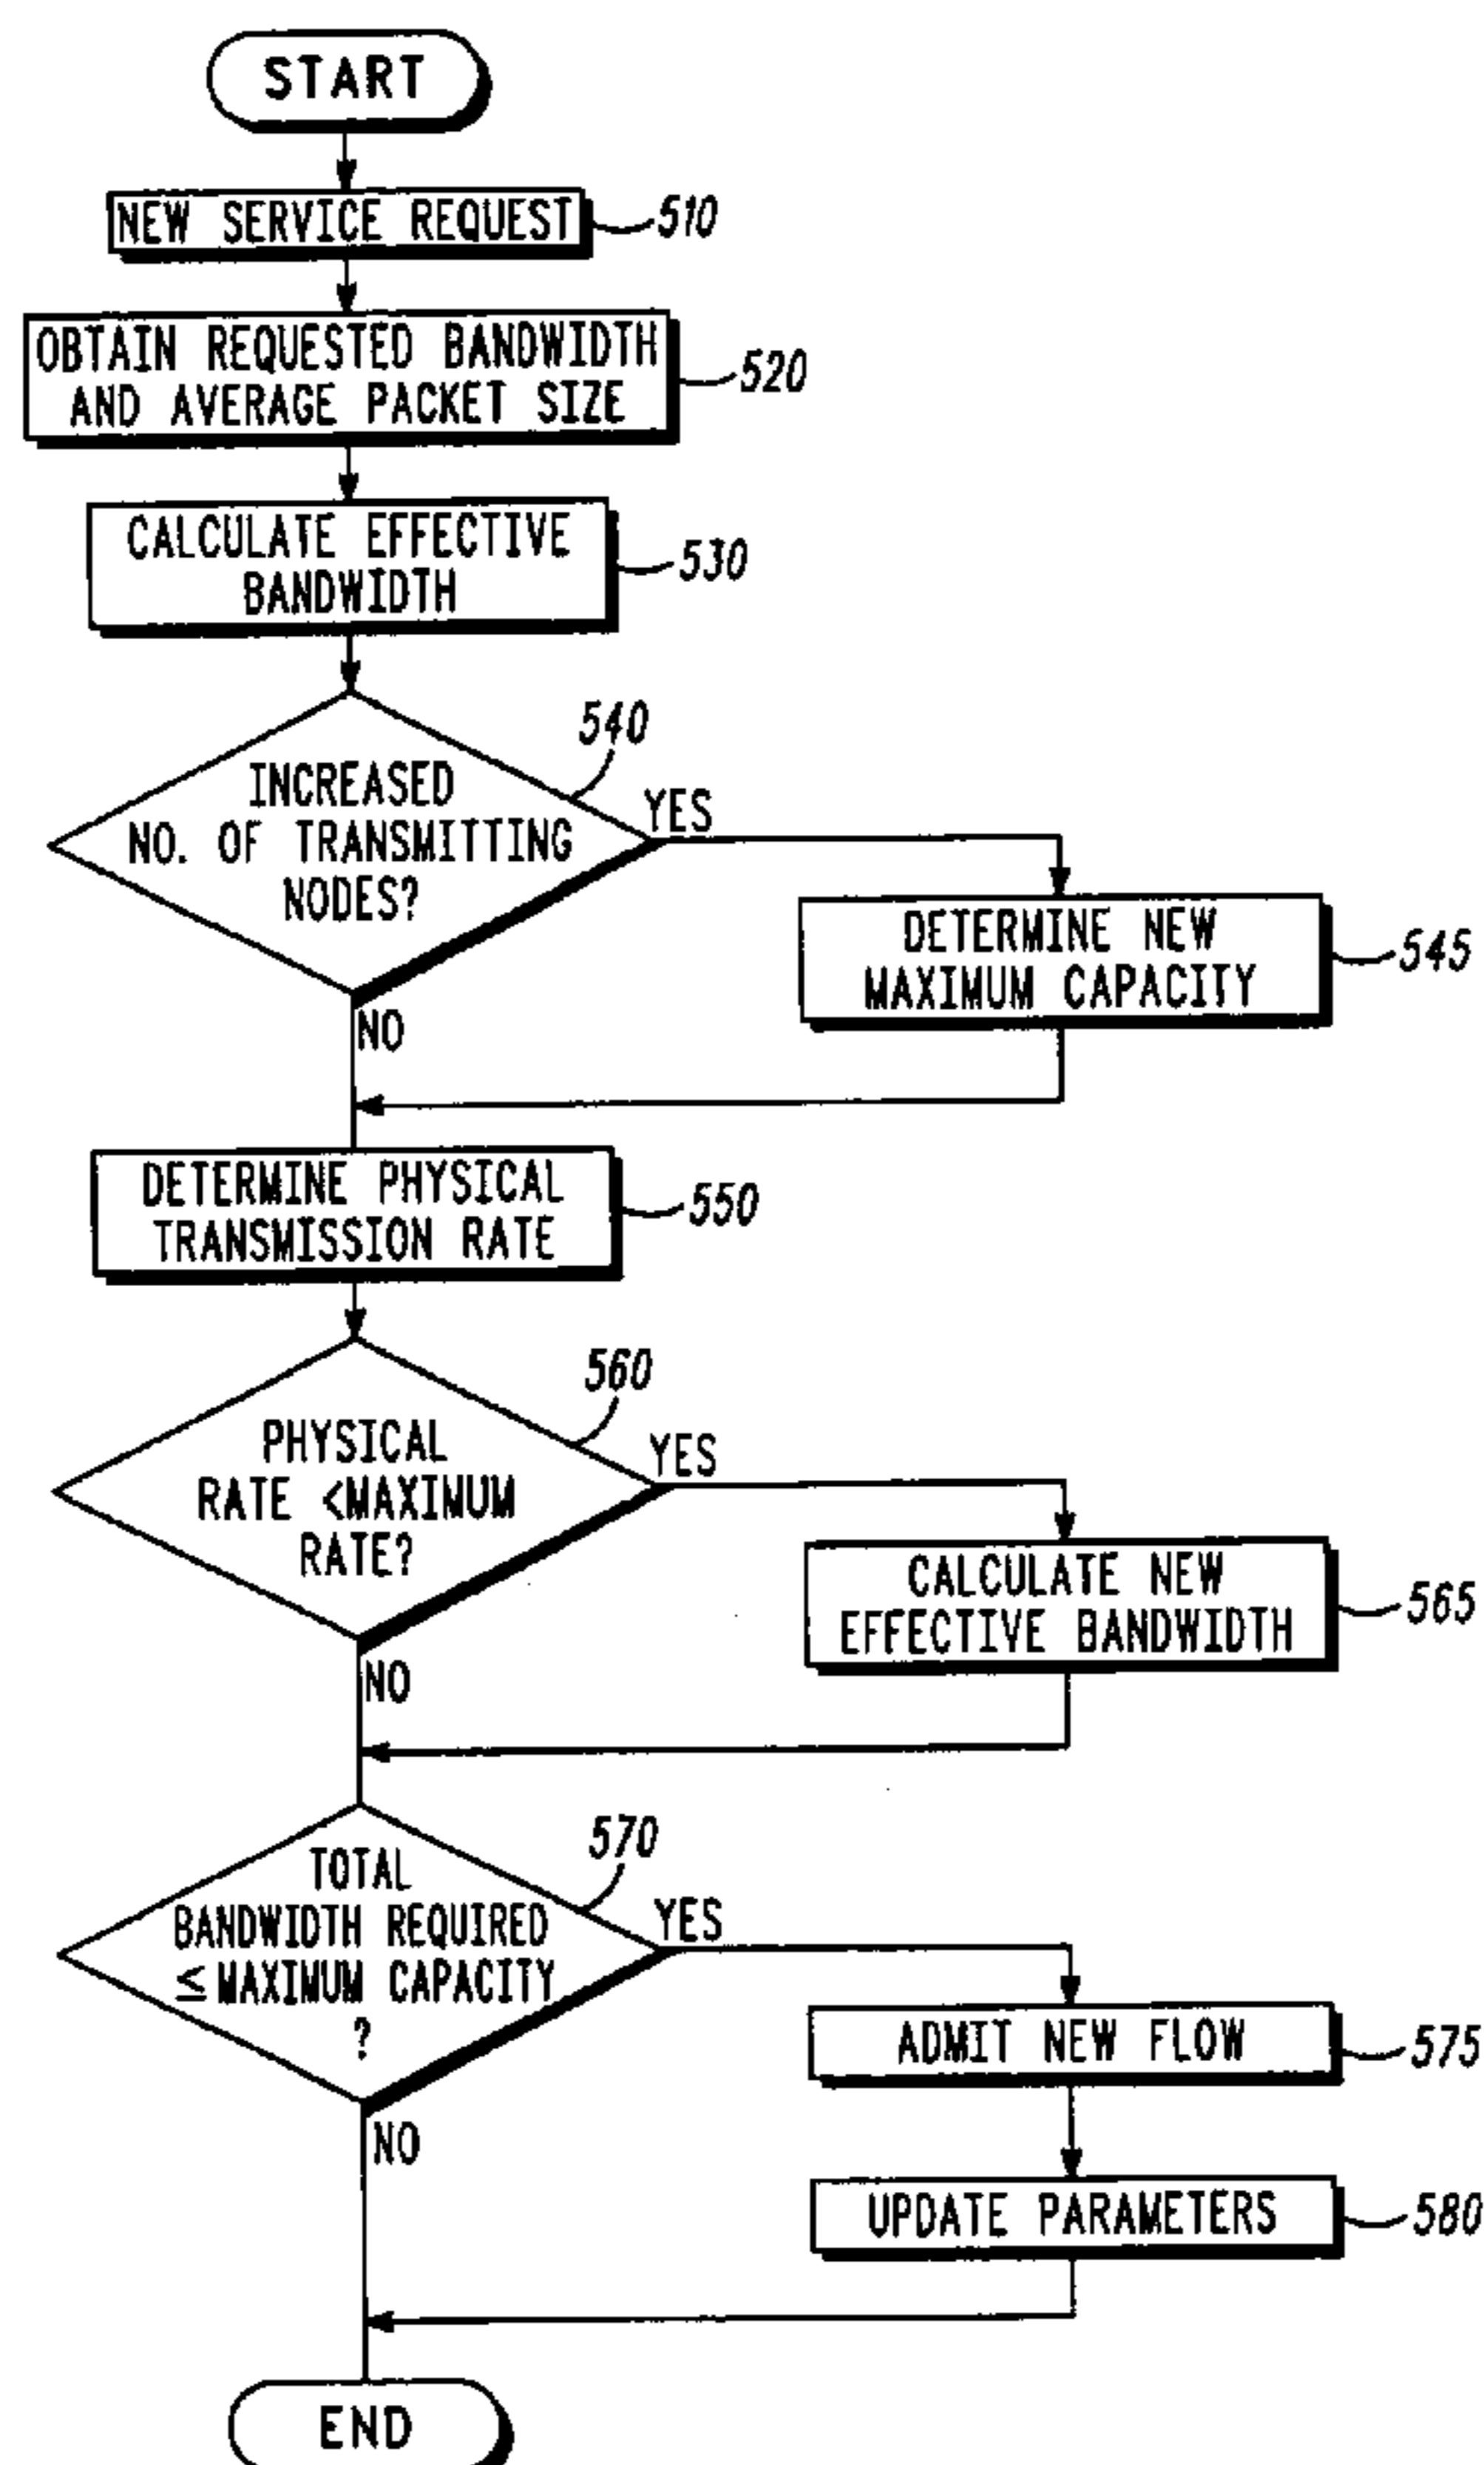 START
NEW SERVICE REQUEST
510
OBTAIN REQUESTED BANDWIDTH
AND AVERAGE PACKET SIZE
520
CALCULATE EFFECTIVE
BANDWIDTH
530
540
INCREASED
NO. OF TRANSMITTING
NODES?
YES
DETERMINE NEW
MAXIMUM CAPACITY
545
NO
DETERMINE PHYSICAL
TRANSMISSION RATE
550
560
PHYSICAL
RATE <MAXIMUM
RATE?
YES
CALCULATE NEW
EFFECTIVE BANDWIDTH
565
NO
570
TOTAL
BANDWIDTH REQUIRED
≤ MAXIMUM CAPACITY
?
YES
ADMIT NEW FLOW
575
NO
UPDATE PARAMETERS
580
END